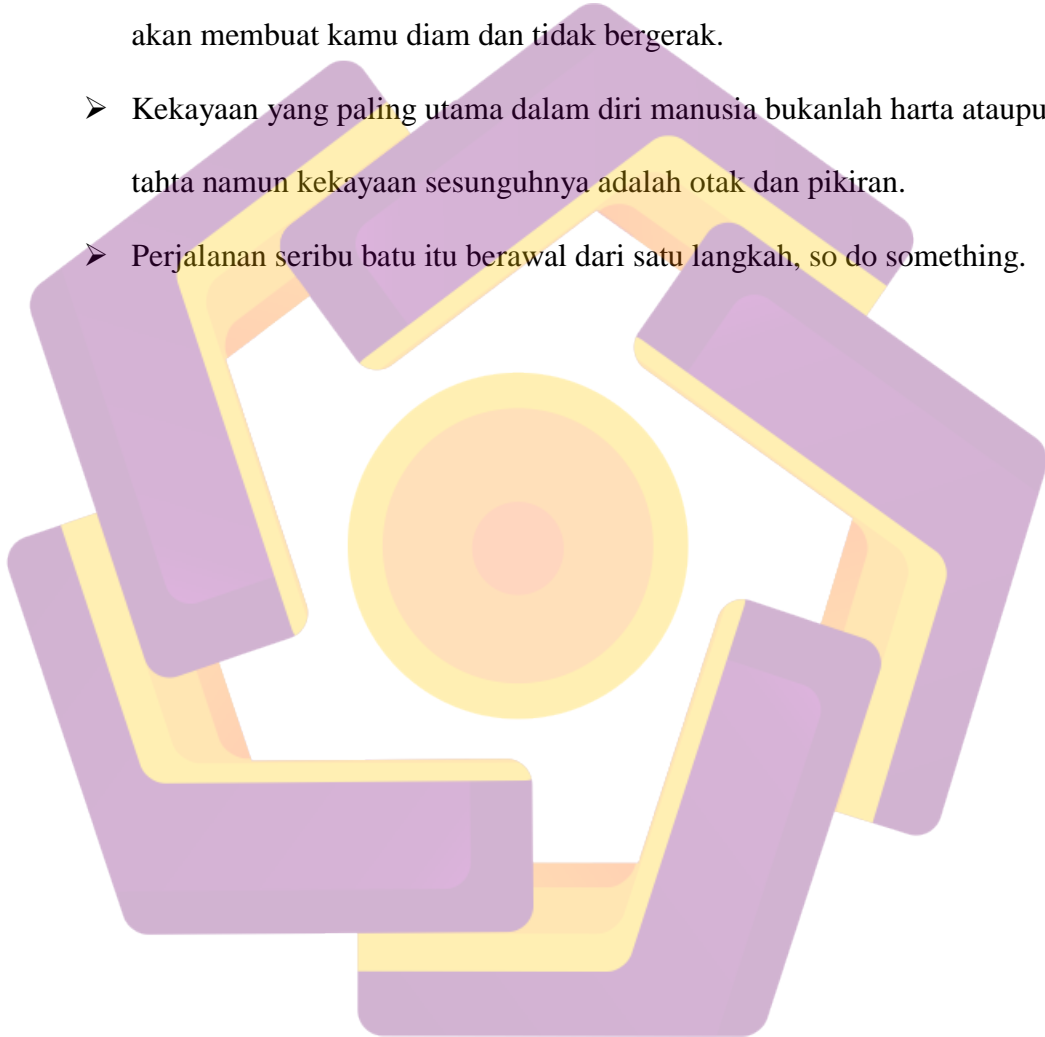 akan membuat kamu diam dan tidak bergerak.
➢ Kekayaan yang paling utama dalam diri manusia bukanlah harta ataupu
tahta namun kekayaan sesunguhnya adalah otak dan pikiran.
➢ Perjalanan seribu batu itu berawal dari satu langkah, so do something.